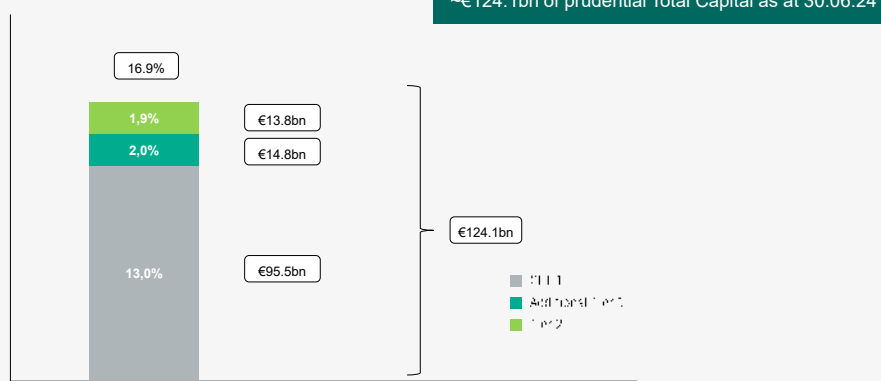 ~€124.1bn of prudential Total Capital as at 30.06.24
16.9%
1,9%
€13.8bn
2,0%
€14.8bn
€124.1bn
13,0%
€95.5bn